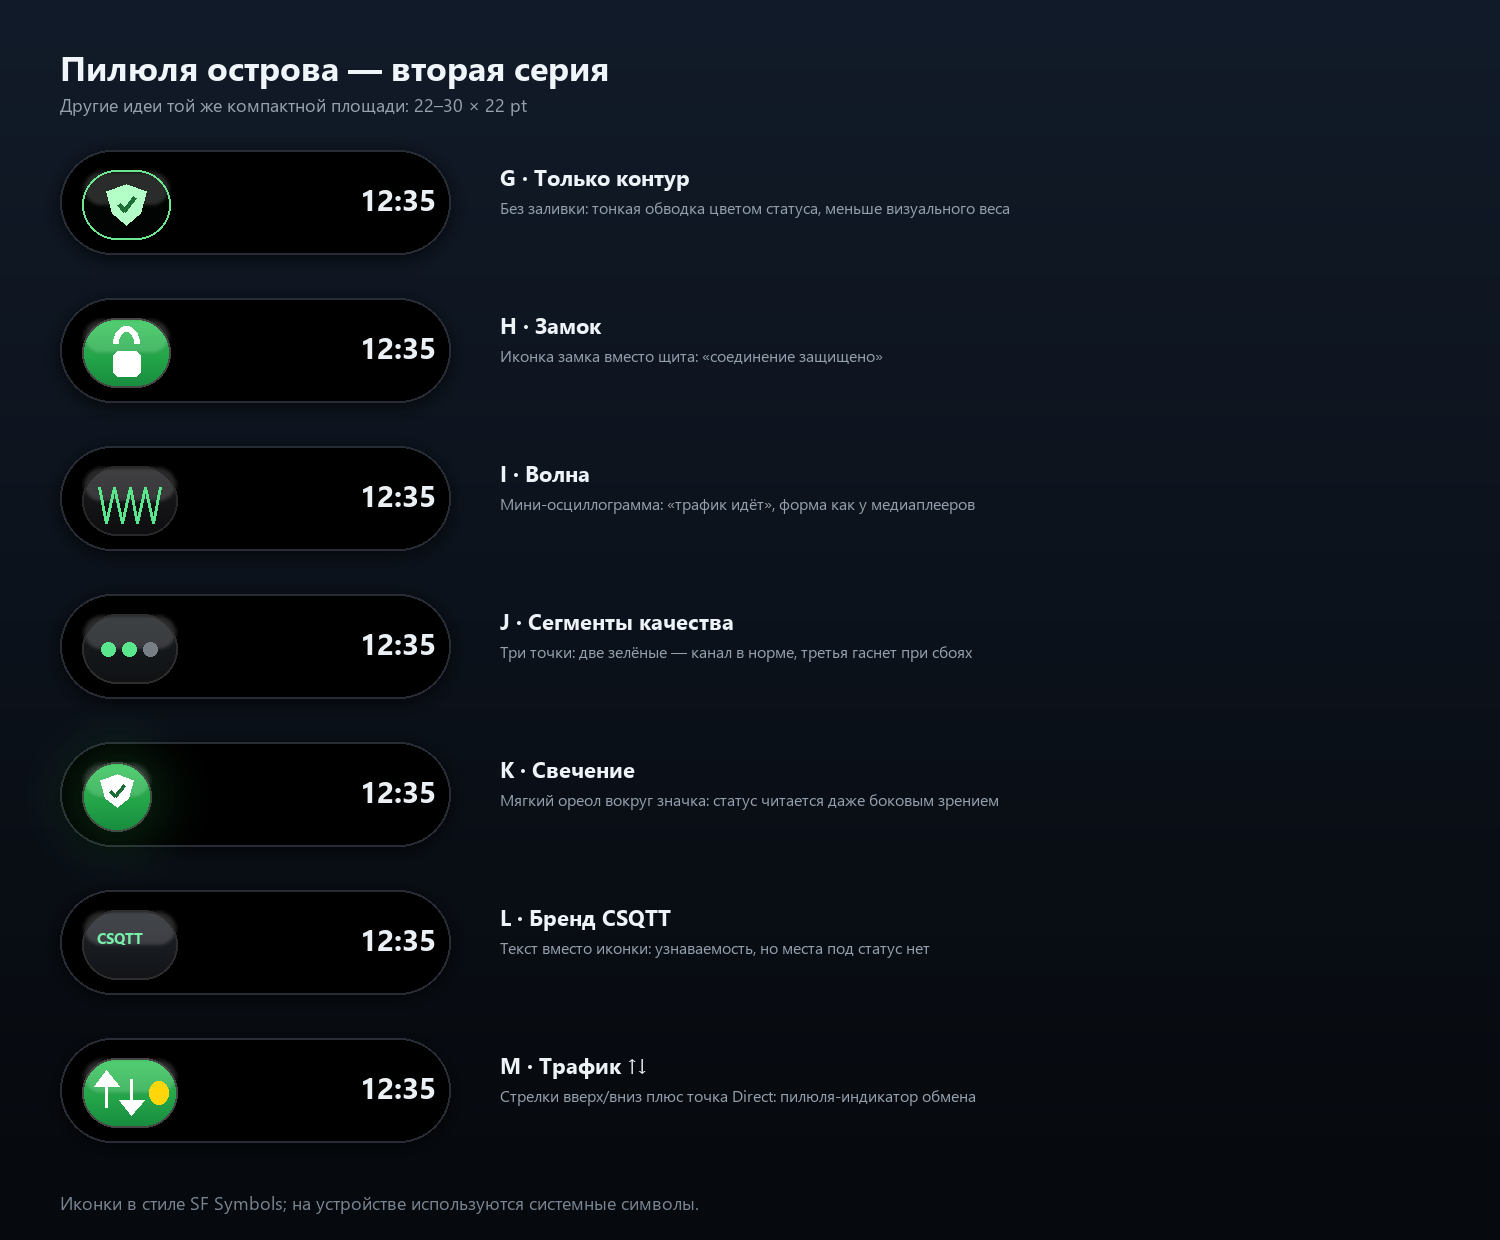 Пилюля острова — вторая серия
Другие идеи той же компактной площади: 22–30 × 22 pt
12:35
G · Только контур
Без заливки: тонкая обводка цветом статуса, меньше визуального веса
12:35
H · Замок
Иконка замка вместо щита: «соединение защищено»
12:35
I · Волна
Мини-осциллограмма: «трафик идёт», форма как у медиаплееров
12:35
J · Сегменты качества
Три точки: две зелёные — канал в норме, третья гаснет при сбоях
12:35
K · Свечение
Мягкий ореол вокруг значка: статус читается даже боковым зрением
CSQTT
12:35
L · Бренд CSQTT
Текст вместо иконки: узнаваемость, но места под статус нет
12:35
M · Трафик ↑↓
Стрелки вверх/вниз плюс точка Direct: пилюля-индикатор обмена
Иконки в стиле SF Symbols; на устройстве используются системные символы.